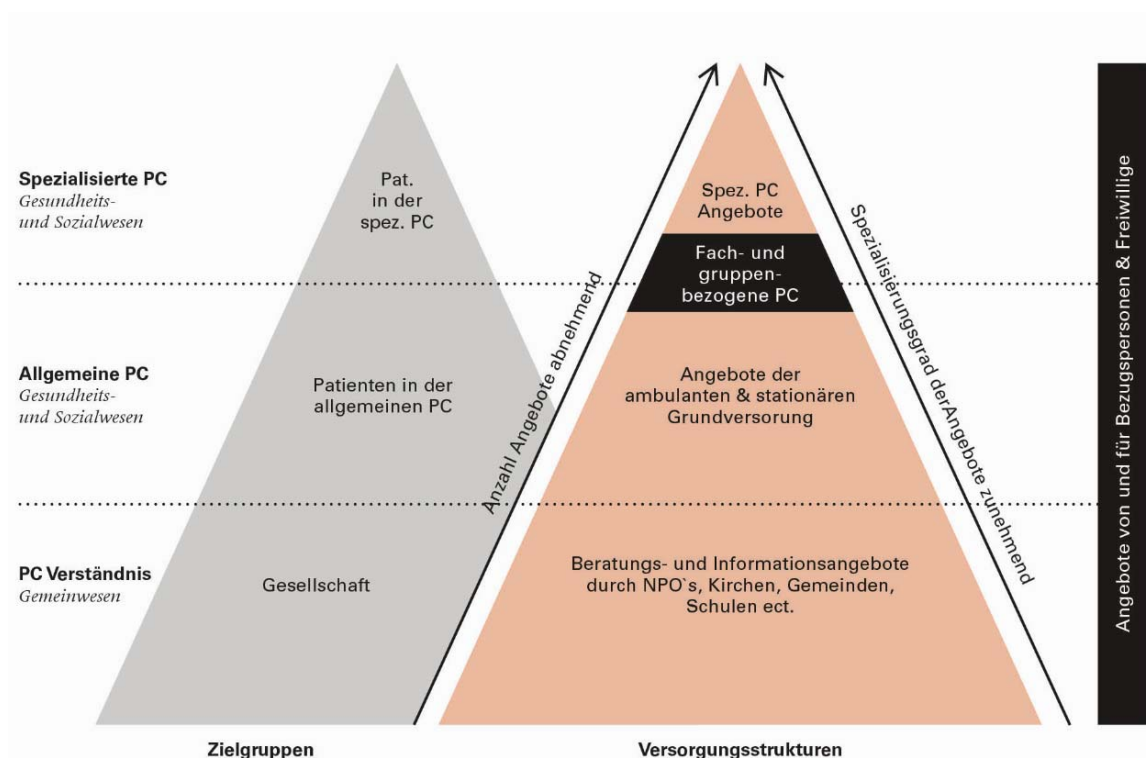 Spezialisierte PC
Gesundheits-
und Sozialwesen
Pat.
in der
spez. PC
Spez. PC
Angebote
Fach- und
gruppen-
bezogene PC
Allgemeine PC
Gesundheits-
und Sozialwesen
Patienten in der
allgemeinen PC
Angebote der
ambulanten & stationären
Grundversorung
PC Verständnis
Gemeinwesen
Gesellschaft
Beratungs- und Informationsangebote
durch NPO`s, Kirchen, Gemeinden,
Schulen ect.
Anzahl Angebote abnehmend
Spezialisierungsgrad derAngebote zunehmend
Angebote von und für Bezugspersonen & Freiwillige
Zielgruppen
Versorgungsstrukturen